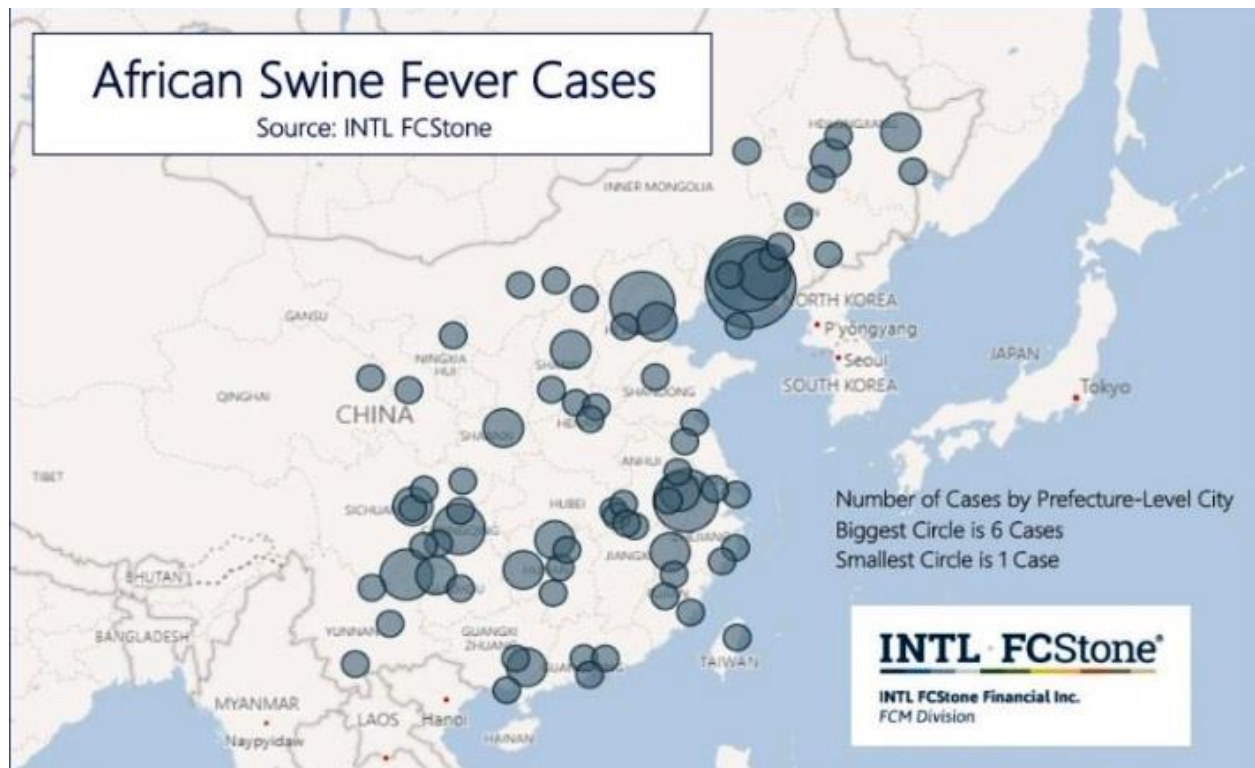 African Swine Fever Cases
Source: INTL FCStone
INNER MONGOLIA
NORTH KOREA
P'yŏngyang
GANSU
Seoul
JAPAN
NINGXIA
HUI
SOUTH KOREA
Tokyo
SHANDONG
QINGHAI
CHINA
ANHUI
TIBET
HUBEI
Number of Cases by Prefecture-Level City
Biggest Circle is 6 Cases
Smallest Circle is 1 Case
BHUTAN
BANGLADESH
YUNNAN
GUANGXI
ZHUANG
TAIWAN
MYANMAR
LAOS
Hanoi
Naypyidaw
HAINAN
INTL FCStone®
INTL FCStone Financial Inc.
FCM Division